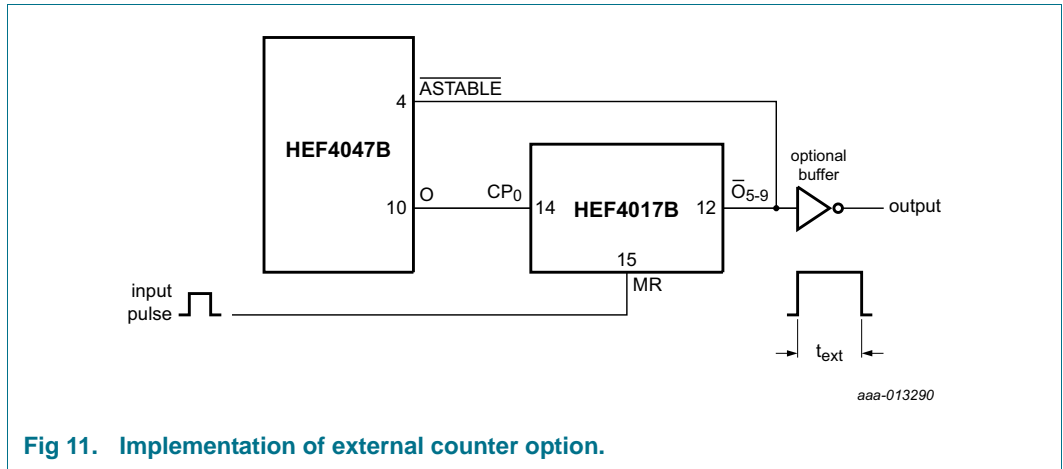 ASTABLE
4
HEF4047B
optional
buffer
O
CP0
O5-9
10
14
HEF4017B
12
output
15
MR
input
pulse
text
aaa-013290
Fig 11. Implementation of external counter option.